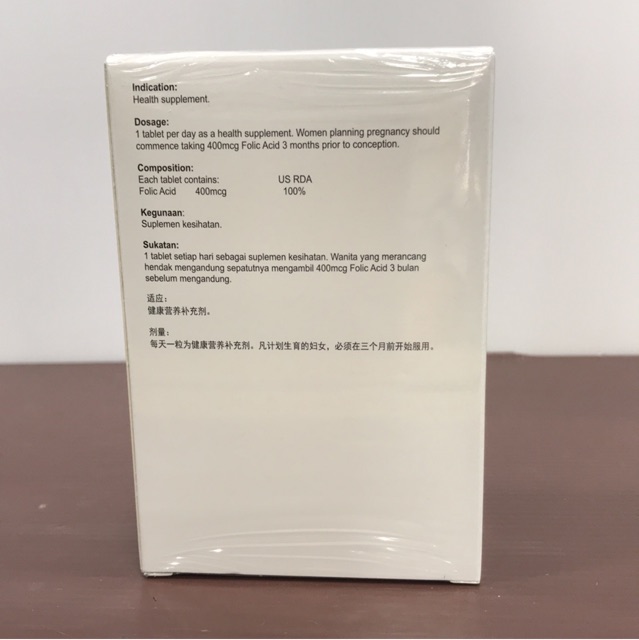 Indication:
Health supplement.
Dosage:
1 tablet per day as a health supplement. Women planning pregnancy should
commence taking 400mcg Folic Acid 3 months prior to conception.
Composition:
Each tablet contains: US RDA
Folic Acid 400mcg 100%
Kegunaan:
Suplemen kesihatan.
Sukatan:
1 tablet setiap hari sebagai suplemen kesihatan. Wanita yang merancang
hendak mengandung sepatutnya mengambil 400mcg Folic Acid 3 bulan
sebelum mengandung.
适应：
健康营养补充剂。
剂量：
每天一粒为健康营养补充剂。凡计划生育的妇女，必须在三个月前开始服用。